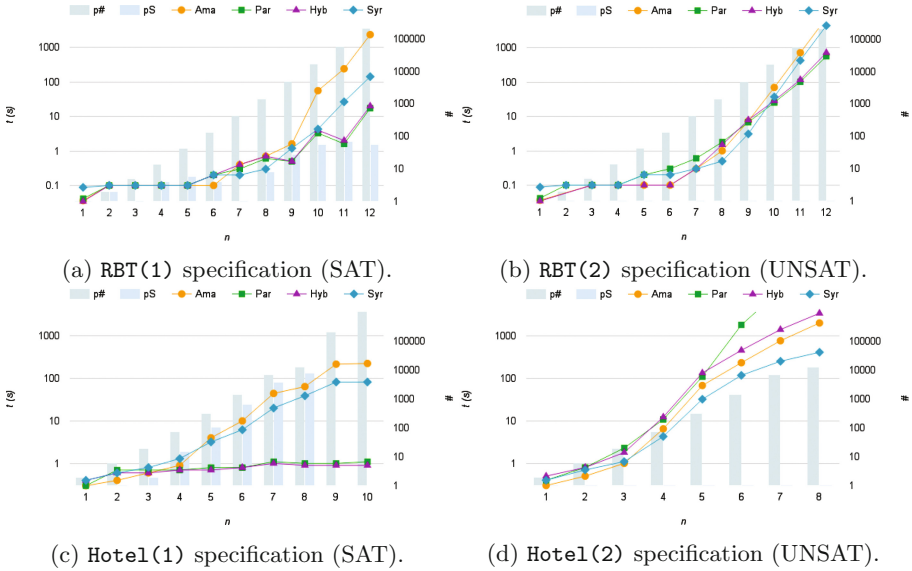 p# pS Ama Par Hyb Syr
p# pS Ama Par Hyb Syr
1000
100
10
1
0.1
t (s)
100000
10000
1000
100
10
1
#
1 2 3 4 5 6 7 8 9 10 11 12
n
1000
100
10
1
0.1
t (s)
100000
10000
1000
100
10
1
#
1 2 3 4 5 6 7 8 9 10 11 12
n
(a) RBT(1) specification (SAT).
(b) RBT(2) specification (UNSAT).
p# pS Ama Par Hyb Syr
p# pS Ama Par Hyb Syr
1000
100
10
1
t (s)
100000
10000
1000
100
10
1
#
1 2 3 4 5 6 7 8 9 10
n
1000
100
10
1
t (s)
100000
10000
1000
100
10
1
#
1 2 3 4 5 6 7 8
n
(c) Hotel(1) specification (SAT).
(d) Hotel(2) specification (UNSAT).